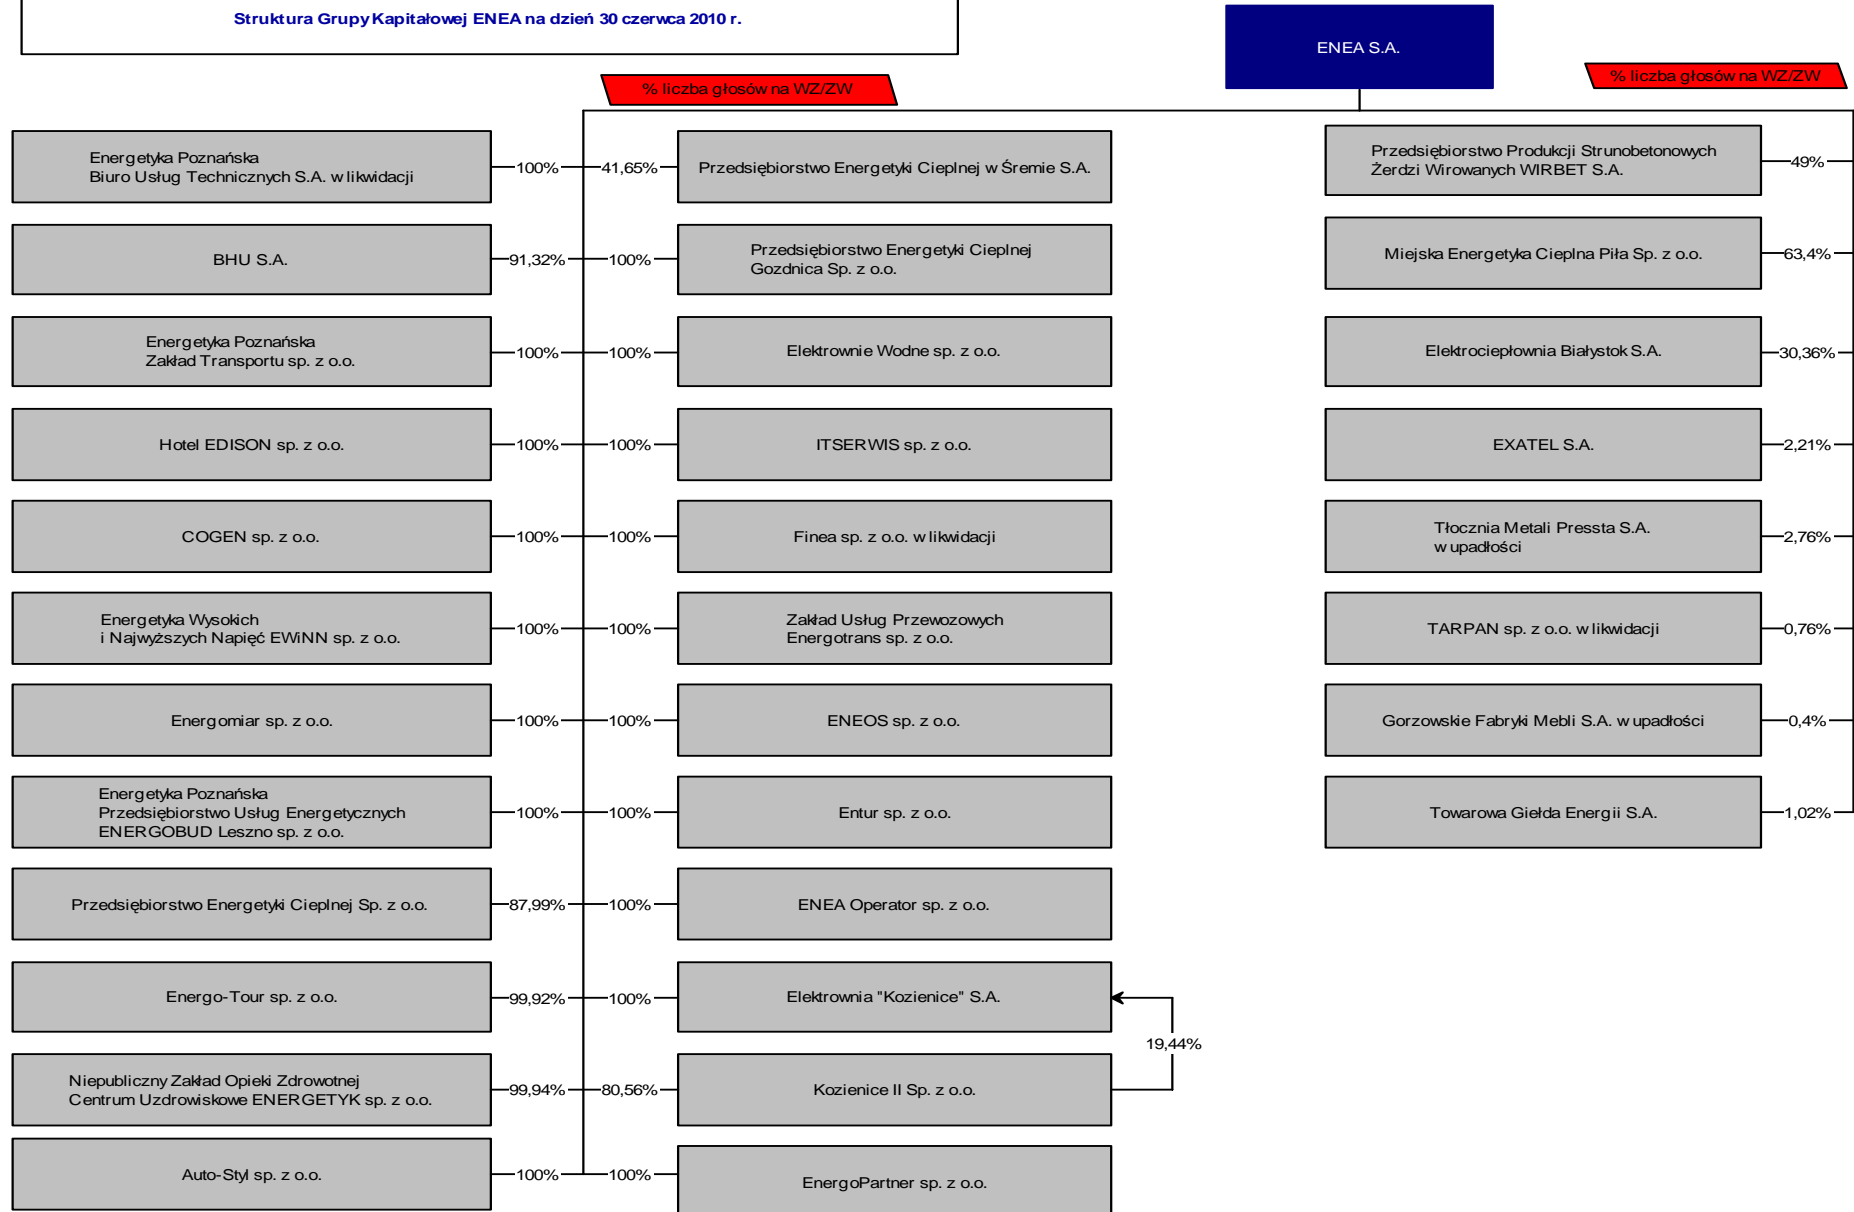 Struktura Grupy Kapitałowej ENEA na dzień 30 czerwca 2010 r.
ENEA S.A.
% liczba głosów na WZ/ZW
% liczba głosów na WZ/ZW
Energetyka Poznańska
Biuro Usług Technicznych S.A. w likwidacji
100%
41,65%
Przedsiębiorstwo Energetyki Cieplnej w Śremie S.A.
Przedsiębiorstwo Produkcji Strunobetonowych
Żerdzi Wirowanych WIRBET S.A.
49%
BHU S.A.
91,32%
100%
Przedsiębiorstwo Energetyki Cieplnej
Gozdnica Sp. z o.o.
Miejska Energetyka Cieplna Piła Sp. z o.o.
63,4%
Energetyka Poznańska
Zakład Transportu sp. z o.o.
100%
100%
Elektrownie Wodne sp. z o.o.
Elektrociepłownia Białystok S.A.
30,36%
Hotel EDISON sp. z o.o.
100%
100%
ITSERWIS sp. z o.o.
EXATEL S.A.
2,21%
COGEN sp. z o.o.
100%
100%
Finea sp. z o.o. w likwidacji
Tłocznia Metali Pressta S.A.
w upadłości
2,76%
Energetyka Wysokich
i Najwyższych Napięć EWiNN sp. z o.o.
100%
100%
Zakład Usług Przewozowych
Energotrans sp. z o.o.
TARPAN sp. z o.o. w likwidacji
0,76%
Energomiar sp. z o.o.
100%
100%
ENEOS sp. z o.o.
Gorzowskie Fabryki Mebli S.A. w upadłości
0,4%
Energetyka Poznańska
Przedsiębiorstwo Usług Energetycznych
ENERGOBUD Leszno sp. z o.o.
100%
100%
Entur sp. z o.o.
Towarowa Giełda Energii S.A.
1,02%
Przedsiębiorstwo Energetyki Cieplnej Sp. z o.o.
87,99%
100%
ENEA Operator sp. z o.o.
Energo-Tour sp. z o.o.
99,92%
100%
Elektrownia "Kozienice" S.A.
19,44%
Niepubliczny Zakład Opieki Zdrowotnej
Centrum Uzdrowiskowe ENERGETYK sp. z o.o.
99,94%
80,56%
Kozienice II Sp. z o.o.
Auto-Styl sp. z o.o.
100%
100%
EnergoPartner sp. z o.o.